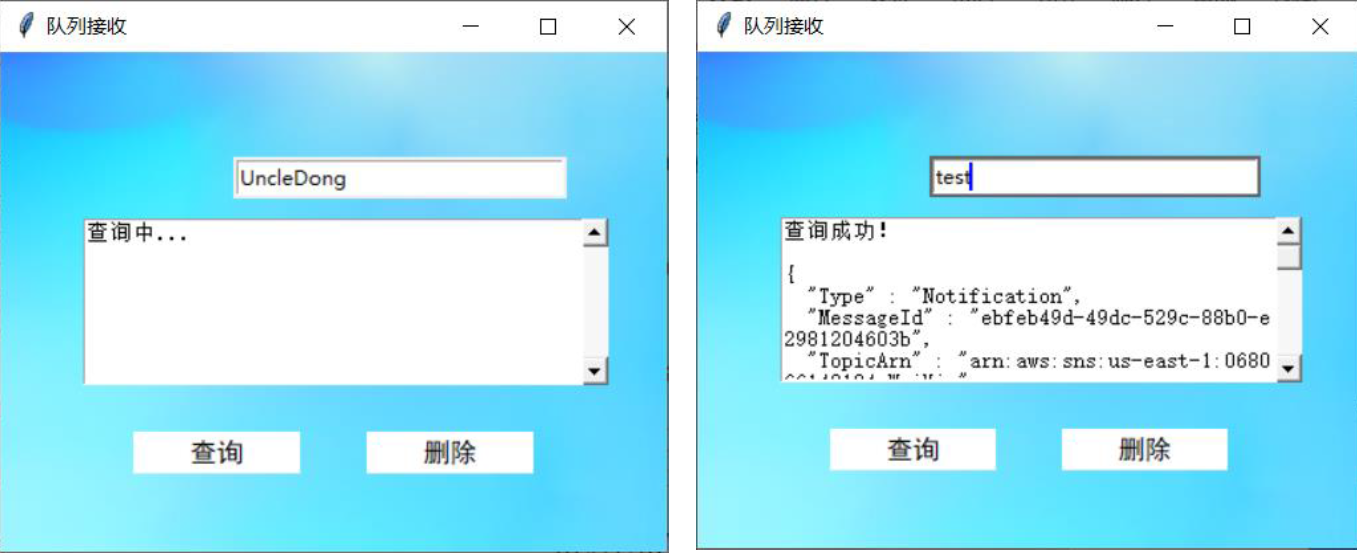 队列接收
UncleDong
查询中...
查询
删除
队列接收
test
查询成功!
{
"Type" : "Notification",
"MessageId" : "ebfeb49d-49dc-529c-88b0-e
2981204603b",
"TopicArn" : "arn:aws:sns:us-east-1:0680
查询
删除